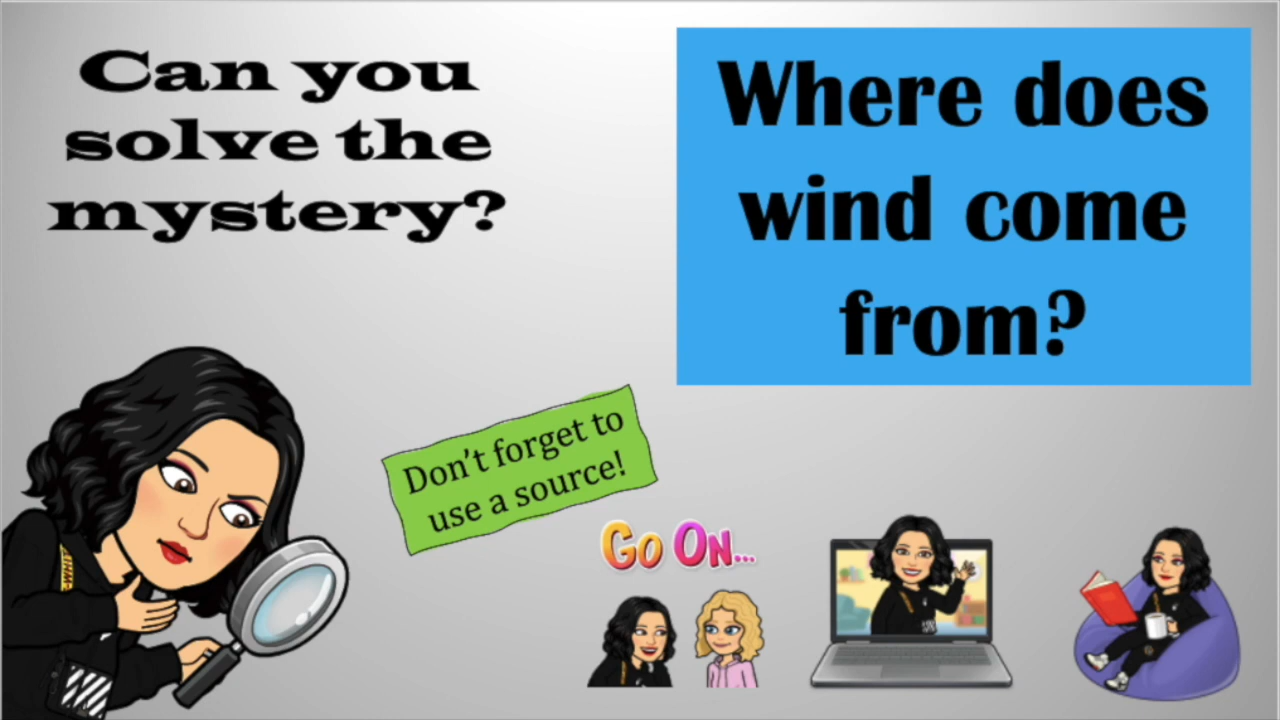 Can you
solve the
mystery?
Where does
wind come
from?
Don't forget to
use a source!
GO ON...